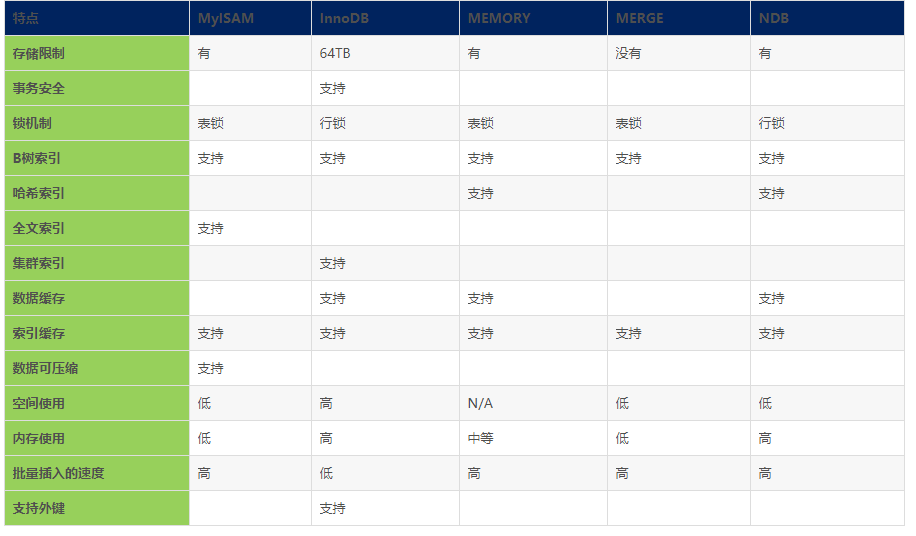 特点 MyISAM InnoDB MEMORY MERGE NDB
存储限制 有 64TB 有 没有 有
事务安全 支持
锁机制 表锁 行锁 表锁 表锁 行锁
B树索引 支持 支持 支持 支持 支持
哈希索引 支持 支持
全文索引 支持
集群索引 支持
数据缓存 支持 支持 支持
索引缓存 支持 支持 支持 支持 支持
数据可压缩 支持
空间使用 低 高 N/A 低 低
内存使用 低 高 中等 低 高
批量插入的速度 高 低 高 高 高
支持外键 支持